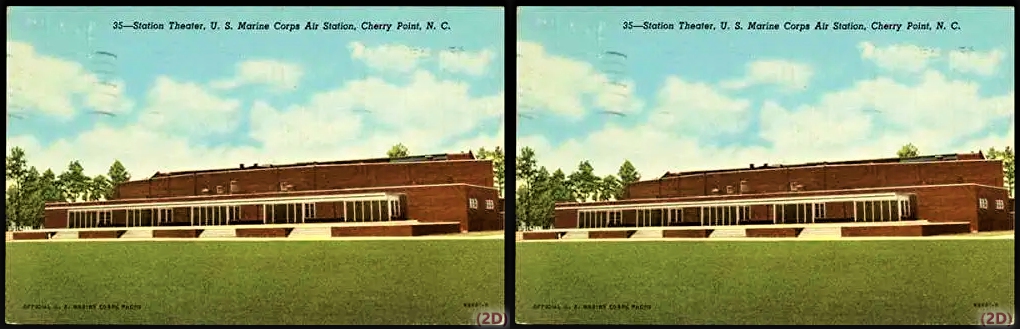 35—Station Theater, U. S. Marine Corps Air Station, Cherry Point, N. C.
OFFICIAL U. S. MARINE CORPS PHOTO
(2D)
35—Station Theater, U. S. Marine Corps Air Station, Cherry Point, N. C.
OFFICIAL U. S. MARINE CORPS PHOTO
(2D)